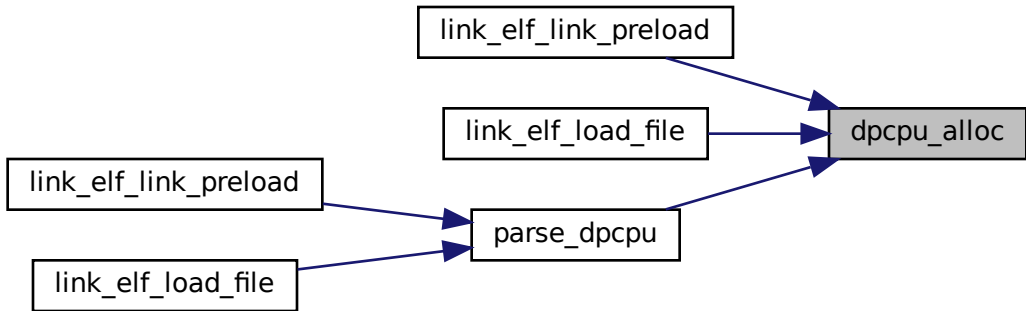 link_elf_link_preload
link_elf_load_file
dpcpu_alloc
link_elf_link_preload
parse_dpcpu
link_elf_load_file